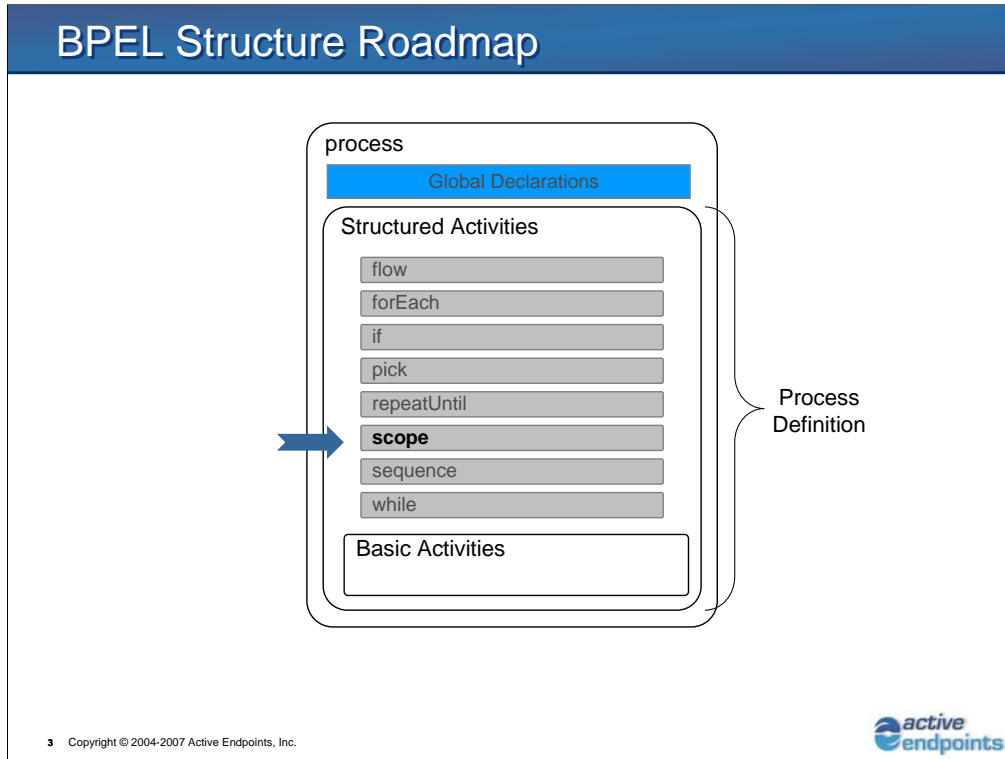 BPEL Structure Roadmap
process
Global Declarations
Structured Activities
flow
forEach
if
pick
repeatUntil
scope
sequence
while
Basic Activities
Process
Definition
3 Copyright © 2004-2007 Active Endpoints, Inc.
active
endpoints